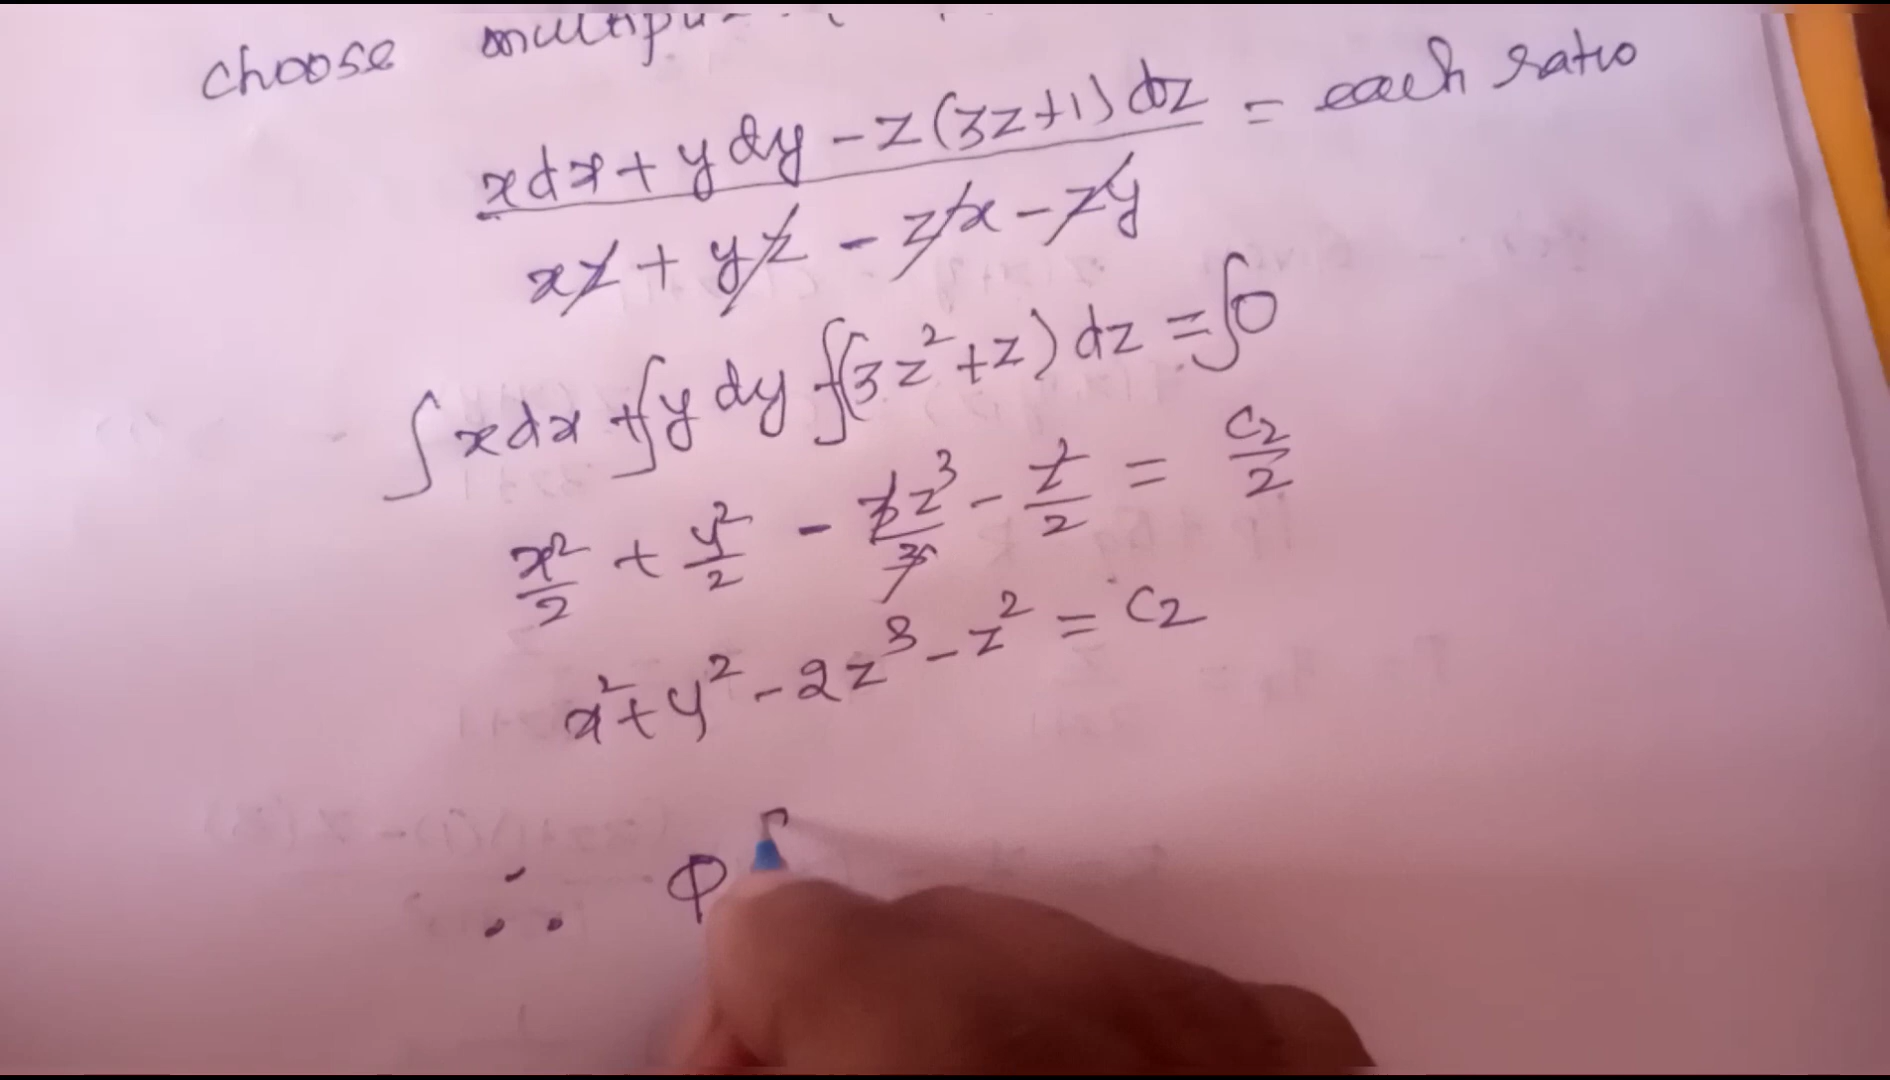 choose
xdx + ydy - z(3z+1)dz = each ratio
xz + yz - zx - zy
∫xdx + ∫ydy - ∫(3z² + z) dz = ∫0
x²/2 + y²/2 - 3z³/3 - z/2 = c2/2
x² + y² - 2z³ - z² = c2
∴ φ